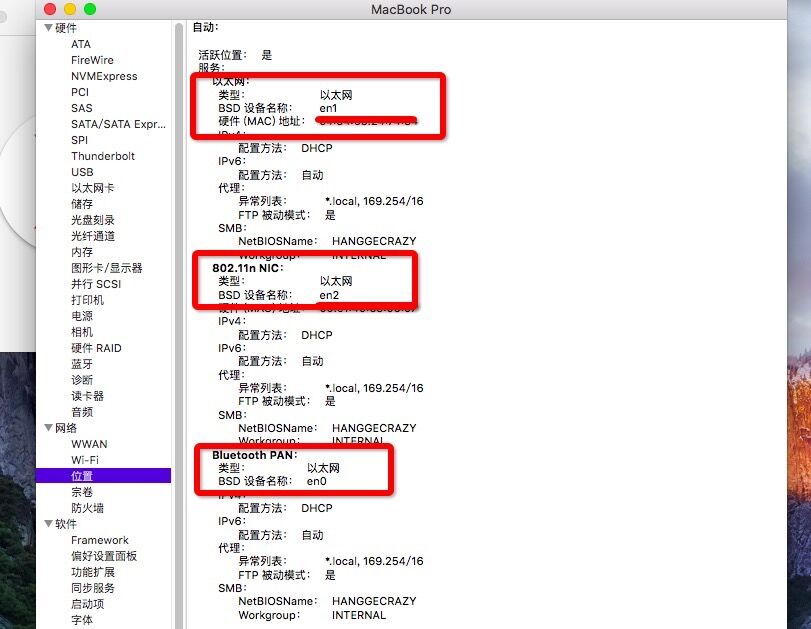 MacBook Pro
硬件
ATA
FireWire
NVMExpress
PCI
SAS
SATA/SATA Expr...
SPI
Thunderbolt
USB
以太网卡
储存
光盘刻录
光纤通道
内存
图形卡/显示器
并行 SCSI
打印机
电源
相机
硬件 RAID
蓝牙
诊断
读卡器
音频
网络
WWAN
Wi-Fi
位置
宗卷
防火墙
软件
Framework
偏好设置面板
功能扩展
同步服务
启动项
字体
自动:
活跃位置: 是
服务:
以太网:
类型: 以太网
BSD 设备名称: en1
硬件 (MAC) 地址:
IPv4:
配置方法: DHCP
IPv6:
配置方法: 自动
代理:
异常列表: *.local, 169.254/16
FTP 被动模式: 是
SMB:
NetBIOSName: HANGGECRAZY
Workgroup: INTERNAL
802.11n NIC:
类型: 以太网
BSD 设备名称: en2
硬件 (MAC) 地址:
IPv4:
配置方法: DHCP
IPv6:
配置方法: 自动
代理:
异常列表: *.local, 169.254/16
FTP 被动模式: 是
SMB:
NetBIOSName: HANGGECRAZY
Workgroup: INTERNAL
Bluetooth PAN:
类型: 以太网
BSD 设备名称: en0
IPv4:
配置方法: DHCP
IPv6:
配置方法: 自动
代理:
异常列表: *.local, 169.254/16
FTP 被动模式: 是
SMB:
NetBIOSName: HANGGECRAZY
Workgroup: INTERNAL